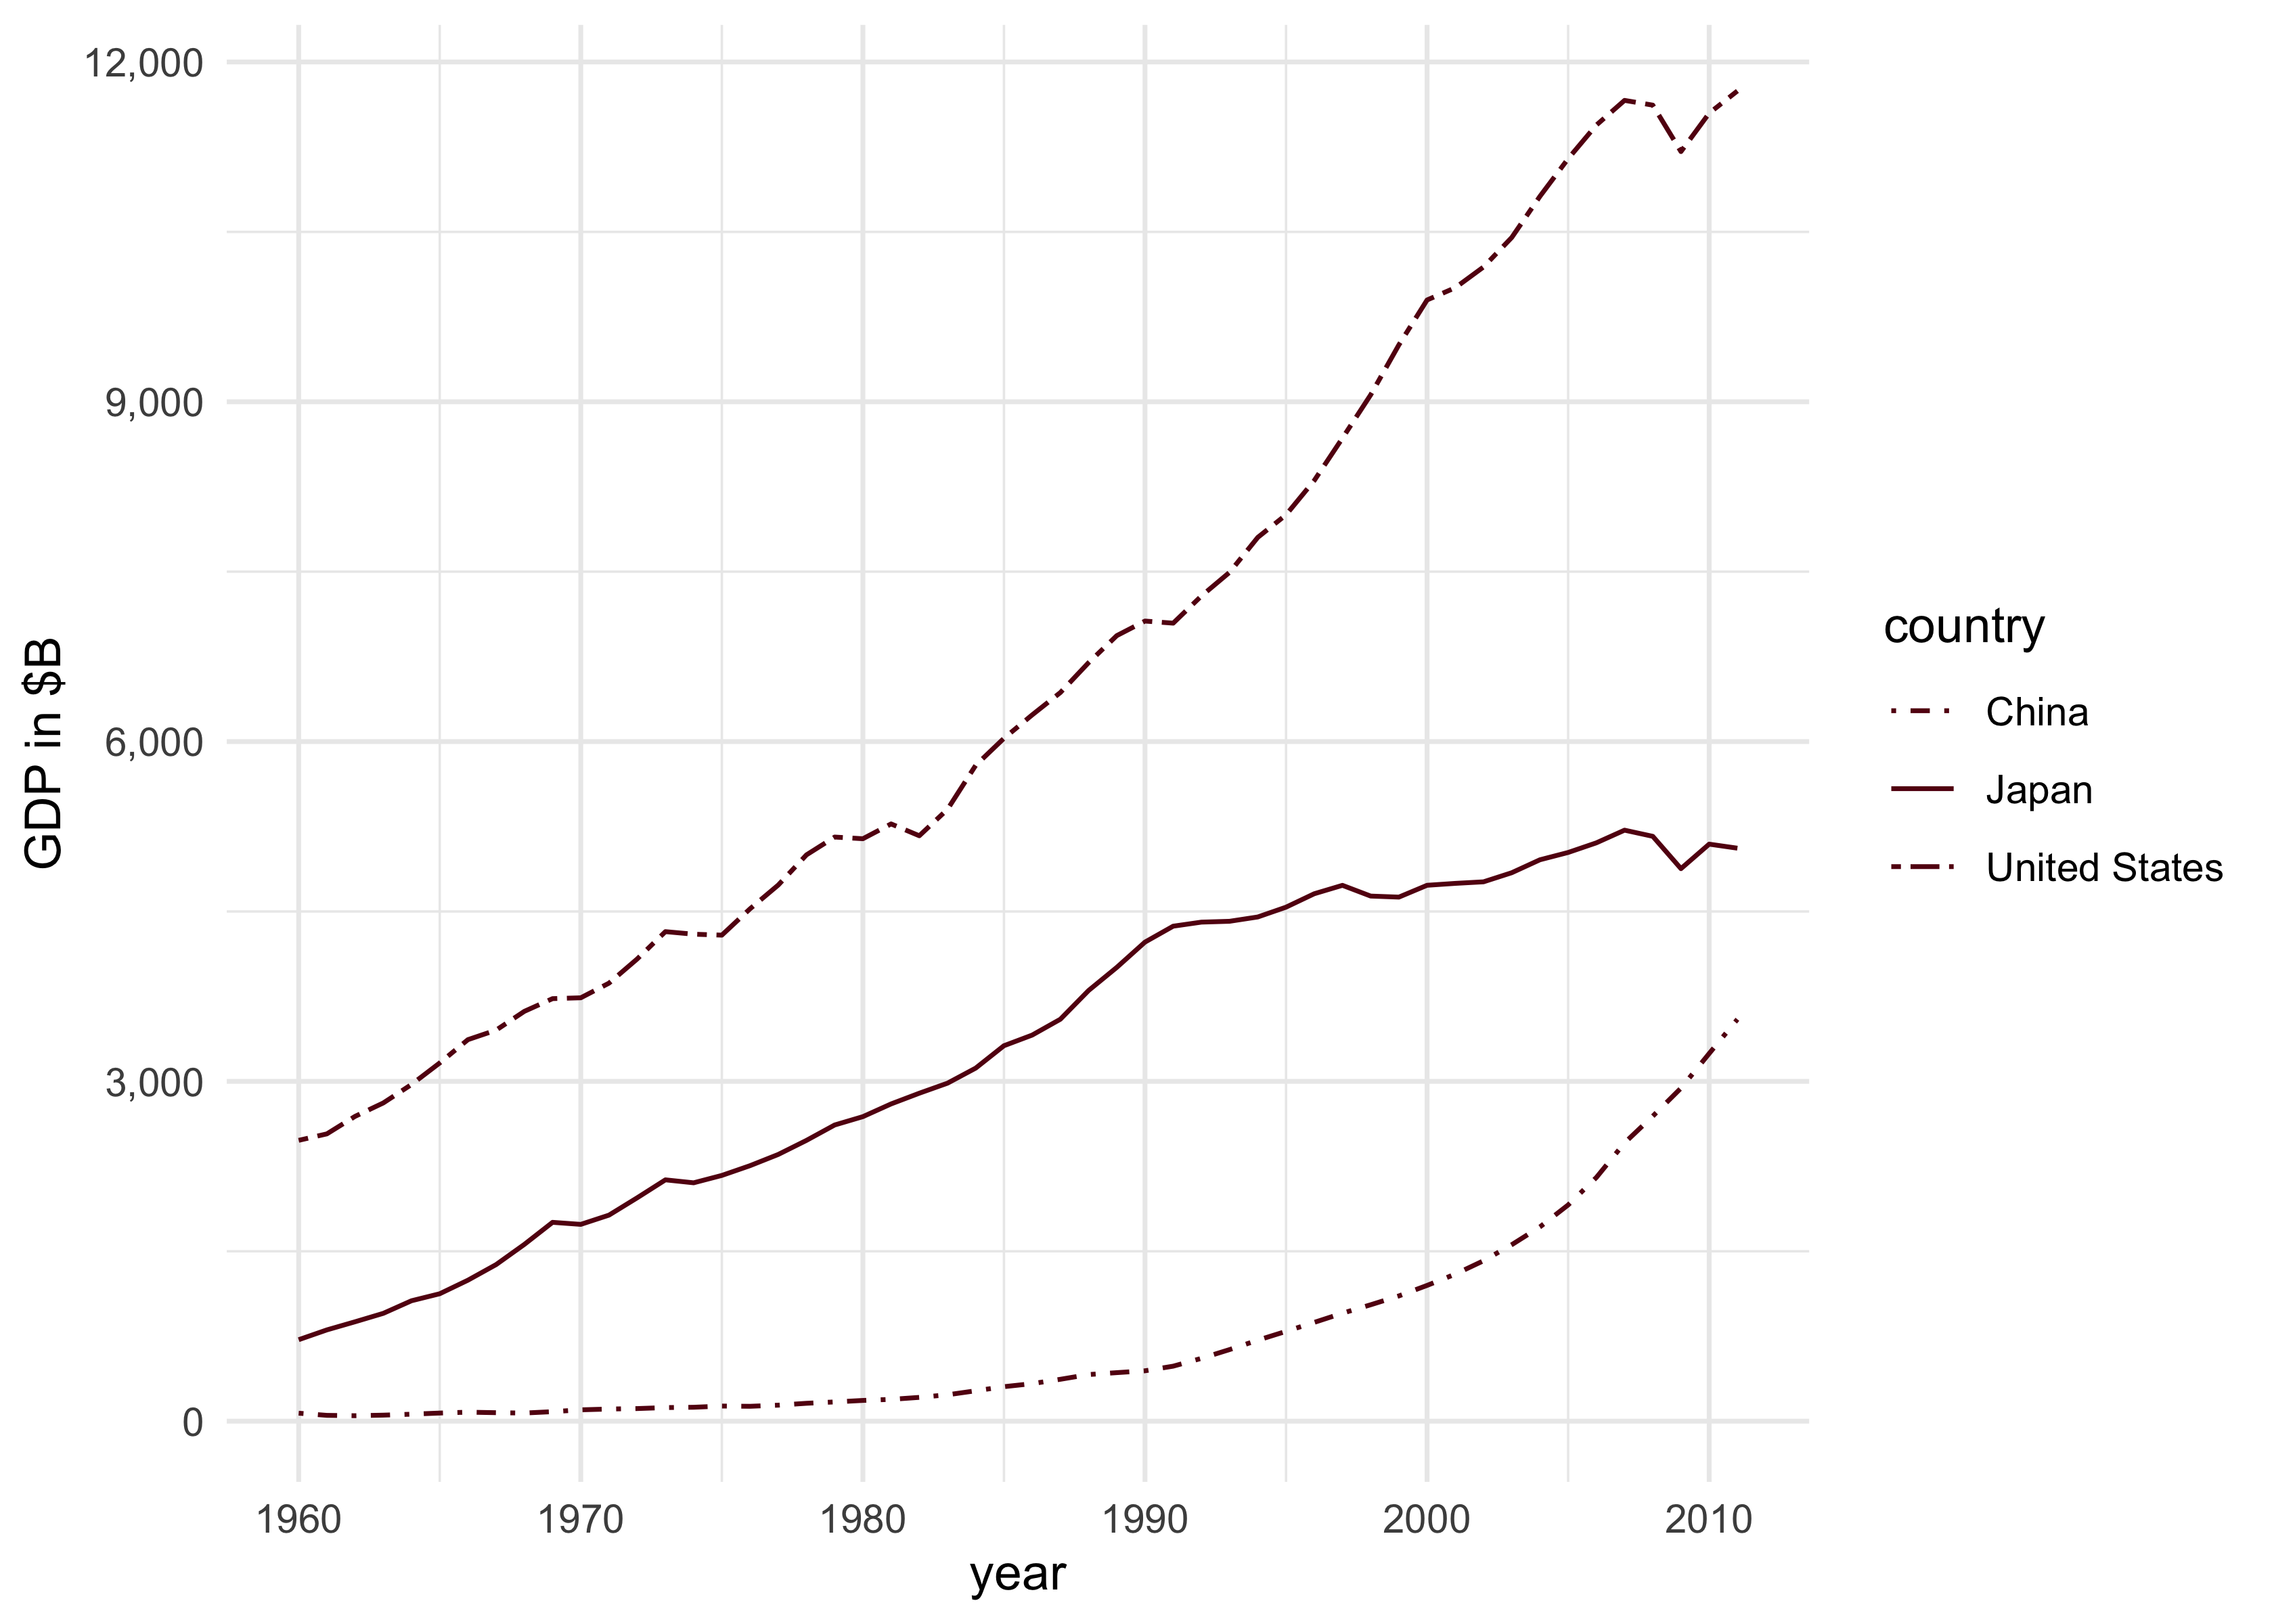 12,000
9,000
6,000
3,000
0
GDP in $B
1960 1970 1980 1990 2000 2010
year
country
China
Japan
United States